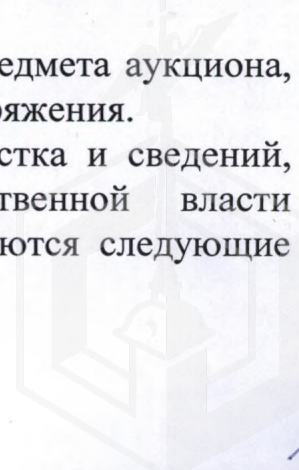 едмета аукциона,
ряжения.
стка и сведений,
твенной власти
ются следующие